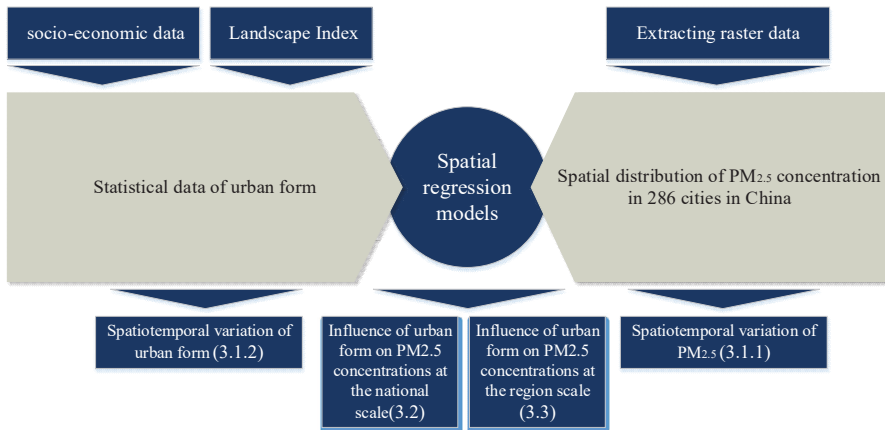 socio-economic data
Landscape Index
Extracting raster data
Statistical data of urban form
Spatial
regression
models
Spatial distribution of PM2.5 concentration
in 286 cities in China
Spatiotemporal variation of
urban form (3.1.2)
Influence of urban
form on PM2.5
concentrations at
the national
scale(3.2)
Influence of urban
form on PM2.5
concentrations at
the region scale
(3.3)
Spatiotemporal variation of
PM2.5 (3.1.1)